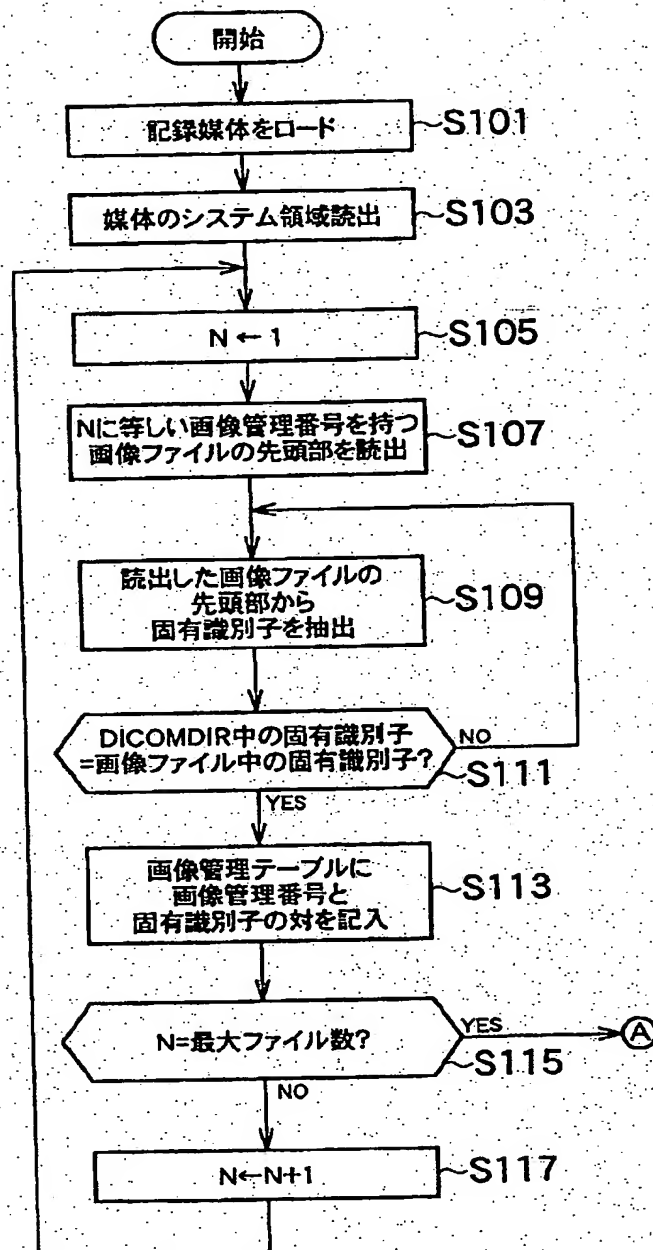 開始
記録媒体をロード
S101
媒体のシステム領域読出
S103
N←1
S105
Nに等しい画像管理番号を持つ
画像ファイルの先頭部を読出
S107
読出した画像ファイルの
先頭部から
固有識別子を抽出
S109
DICOMDIR中の固有識別子
=画像ファイル中の固有識別子?
NO
S111
YES
画像管理テーブルに
画像管理番号と
固有識別子の対を記入
S113
N=最大ファイル数?
YES
A
S115
NO
N←N+1
S117